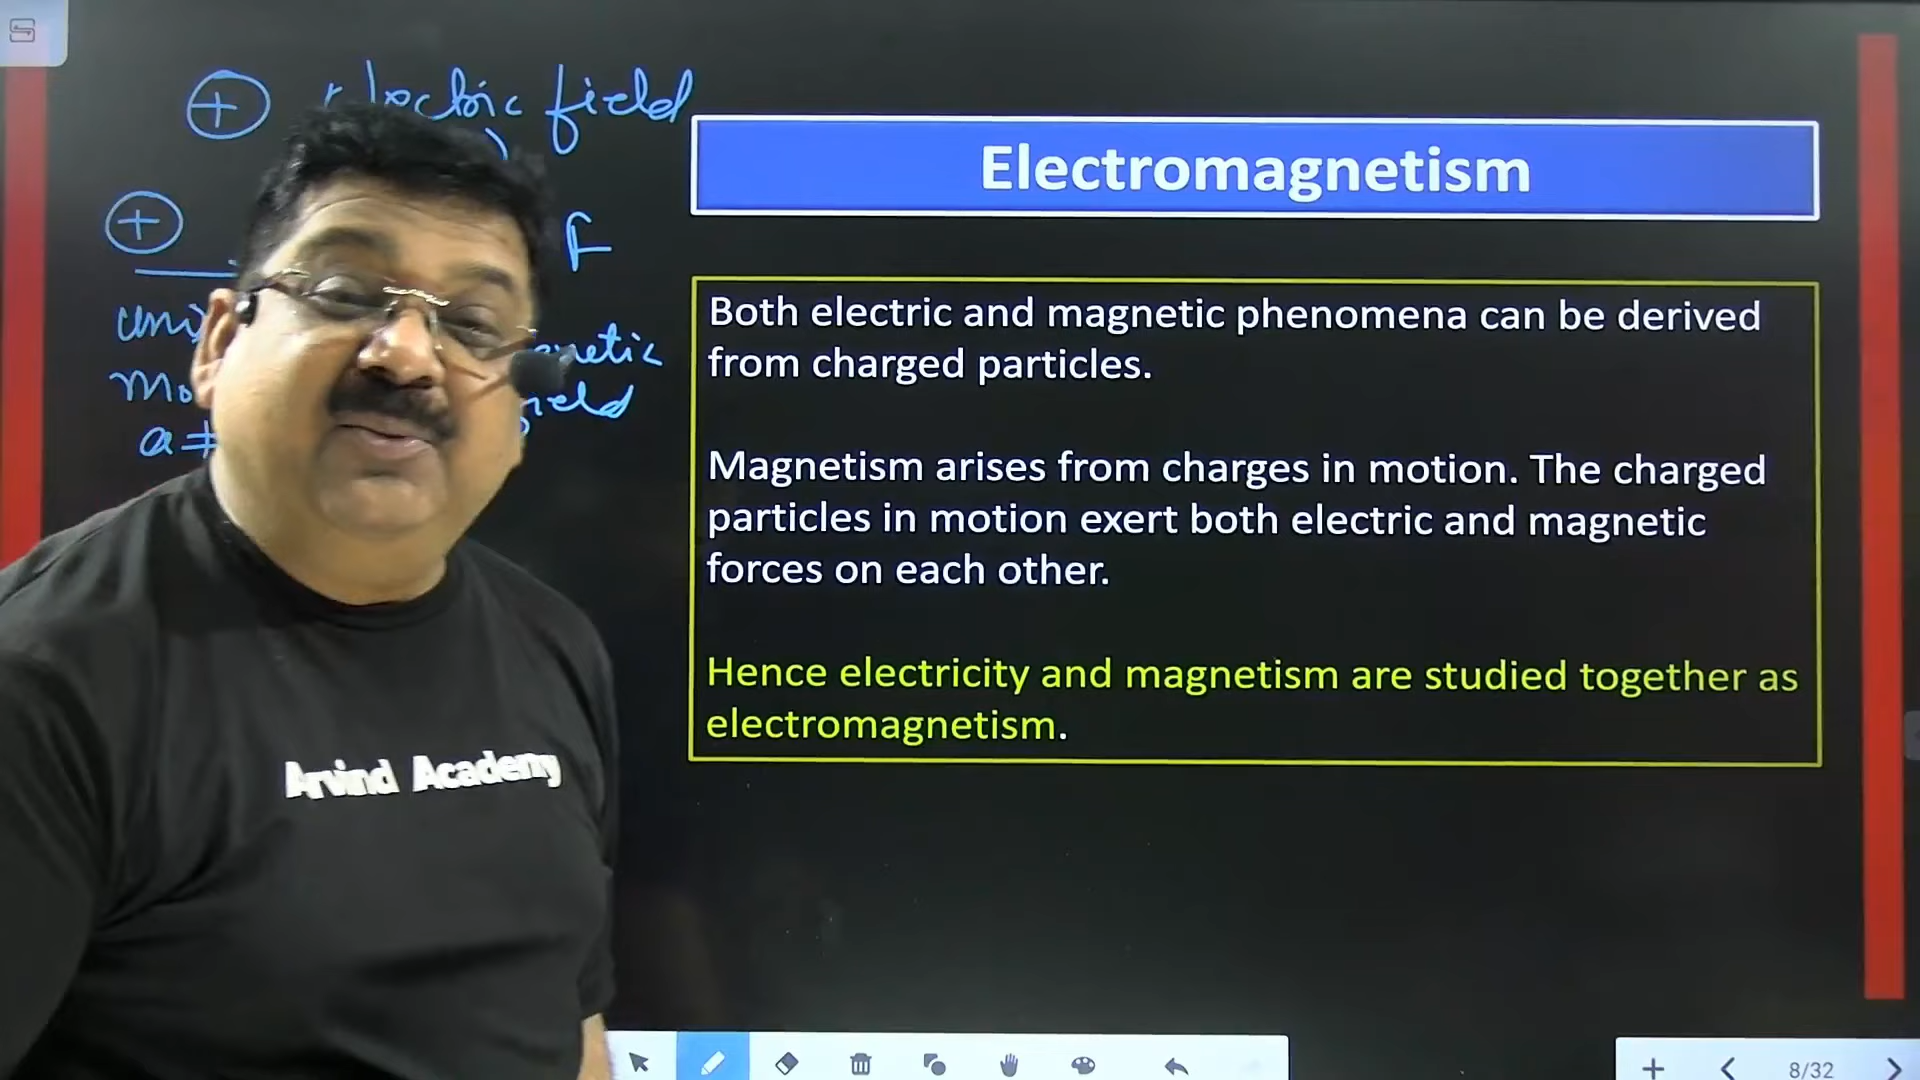 + electric field
Electromagnetism
+ F
magnetic
field
Both electric and magnetic phenomena can be derived
from charged particles.
Magnetism arises from charges in motion. The charged
particles in motion exert both electric and magnetic
forces on each other.
Hence electricity and magnetism are studied together as
electromagnetism.
Arvind Academy
8/32